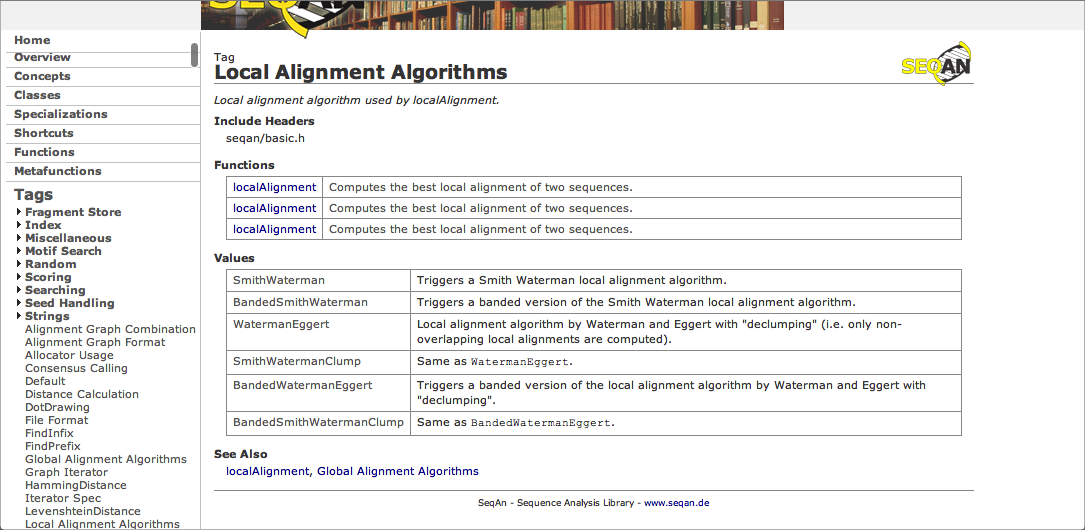 SEQAN
Home
Overview
Concepts
Classes
Specializations
Shortcuts
Functions
Metafunctions
Tags
Fragment Store
Index
Miscellaneous
Motif Search
Random
Scoring
Searching
Seed Handling
Strings
Alignment Graph Combination
Alignment Graph Format
Allocator Usage
Consensus Calling
Default
Distance Calculation
DotDrawing
File Format
FindInfix
FindPrefix
Global Alignment Algorithms
Graph Iterator
HammingDistance
Iterator Spec
LevenshteinDistance
Local Alignment Algorithms
Tag
Local Alignment Algorithms
SEQAN
Local alignment algorithm used by localAlignment.
Include Headers
seqan/basic.h
Functions
localAlignment Computes the best local alignment of two sequences.
localAlignment Computes the best local alignment of two sequences.
localAlignment Computes the best local alignment of two sequences.
Values
SmithWaterman Triggers a Smith Waterman local alignment algorithm.
BandedSmithWaterman Triggers a banded version of the Smith Waterman local alignment algorithm.
WatermanEggert Local alignment algorithm by Waterman and Eggert with "declumping" (i.e. only non-
overlapping local alignments are computed).
SmithWatermanClump Same as WatermanEggert.
BandedWatermanEggert Triggers a banded version of the local alignment algorithm by Waterman and Eggert with
"declumping".
BandedSmithWatermanClump Same as BandedWatermanEggert.
See Also
localAlignment, Global Alignment Algorithms
SeqAn - Sequence Analysis Library - www.seqan.de